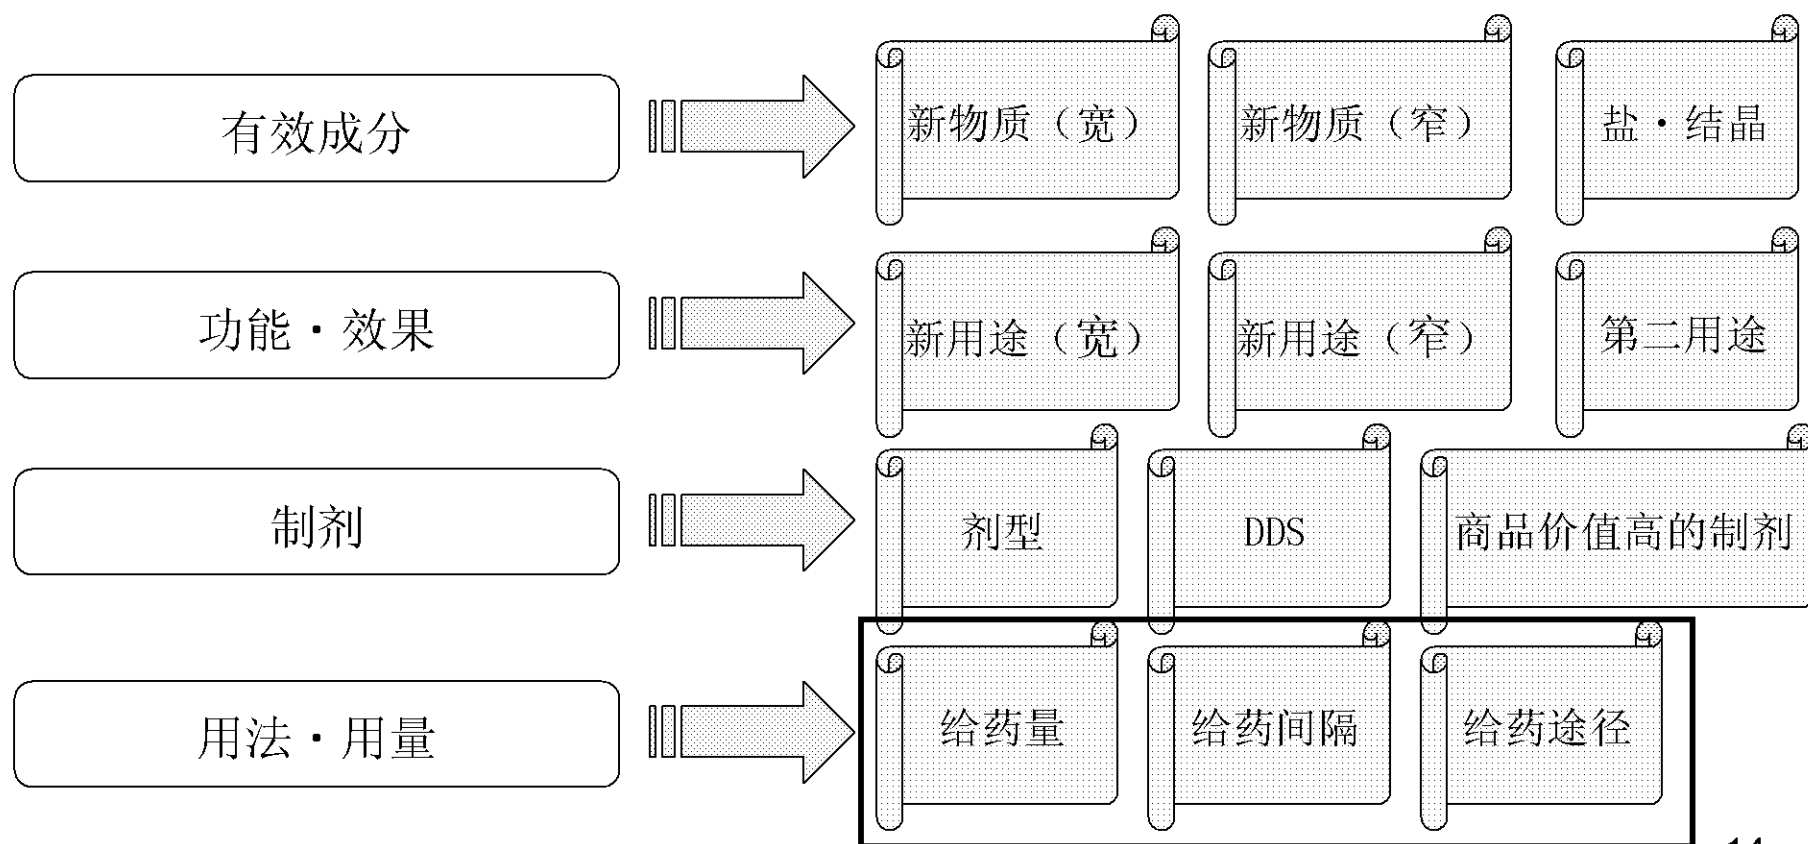 有效成分
新物质（宽）
新物质（窄）
盐·结晶
功能·效果
新用途（宽）
新用途（窄）
第二用途
制剂
剂型
DDS
商品价值高的制剂
用法·用量
给药量
给药间隔
给药途径